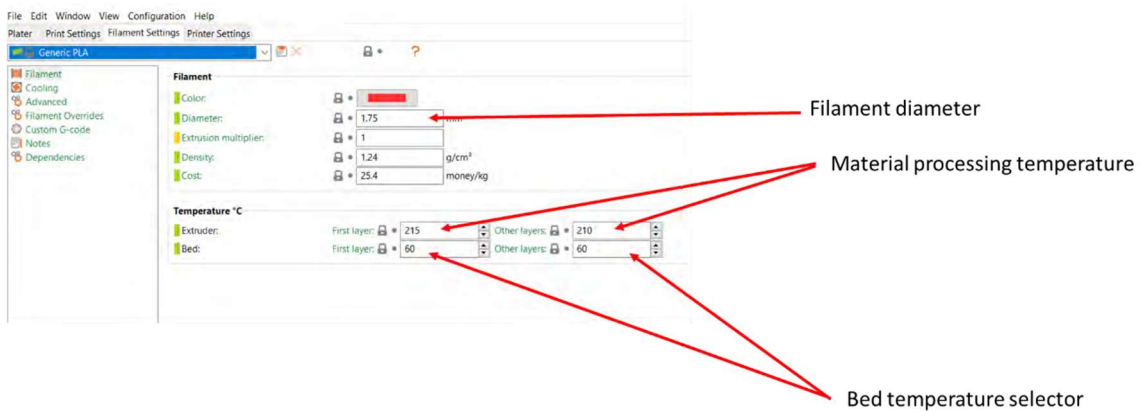 File Edit Window View Configuration Help
Plater Print Settings Filament Settings Printer Settings
Generic PLA ?
Filament
Cooling
Advanced
Filament Overrides
Custom G-code
Notes
Dependencies
Filament
Color:
Diameter: 1.75 mm
Extrusion multiplier: 1
Density: 1.24 g/cm³
Cost: 25.4 money/kg
Temperature °C
Extruder: First layer: 215 Other layers: 210
Bed: First layer: 60 Other layers: 60
Filament diameter
Material processing temperature
Bed temperature selector